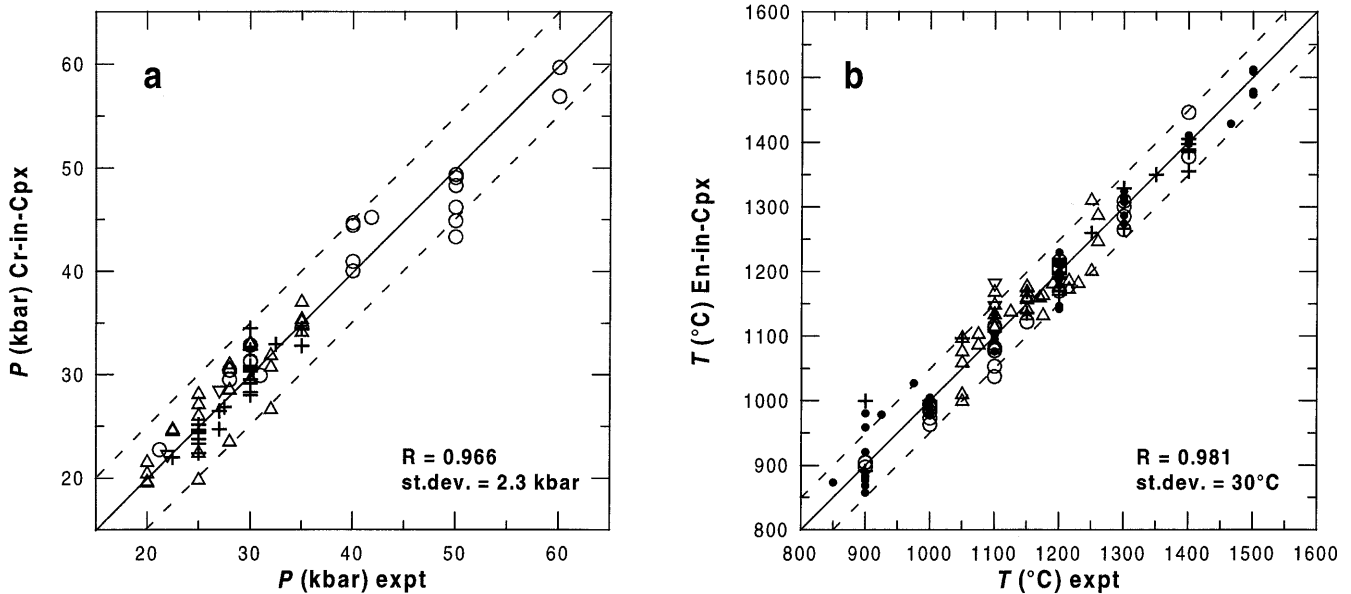 a
P (kbar) Cr-in-Cpx
60
50
40
30
20
R = 0.966
st.dev. = 2.3 kbar
20 30 40 50 60
P (kbar) expt
b
T (°C) En-in-Cpx
1600
1500
1400
1300
1200
1100
1000
900
800
R = 0.981
st.dev. = 30°C
800 900 1000 1100 1200 1300 1400 1500 1600
T (°C) expt